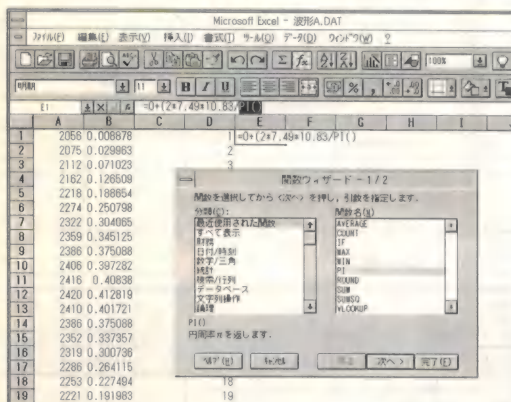 Microsoft Excel - 波形A.DAT
ファイル(F) 編集(E) 表示(V) 挿入(I) 書式(T) ツール(O) データ(D) ウィンドウ(W) ?
100%
明朝 11 B I U
E1 =0+(2*7.49*10.83/PI()
A B C D E F G H I
1 2056 0.008878 1 =0+(2*7.49*10.83/PI()
2 2075 0.029963 2
3 2112 0.071023 3
4 2162 0.126509
5 2218 0.188654
6 2274 0.250798
7 2322 0.304065
8 2359 0.345125
9 2386 0.375088
10 2406 0.397282
11 2416 0.40838
12 2420 0.412819
13 2410 0.401721
14 2386 0.375088
15 2352 0.337357
16 2319 0.300736
17 2286 0.264115
18 2253 0.227494 18
19 2221 0.191983 19
関数ウィザード - 1/2
関数を選択してから〈次へ〉を押し，引数を指定します．
分類(C):
最近使用された関数
すべて表示
財務
日付/時刻
数学/三角
統計
検索/行列
データベース
文字列操作
論理
関数名(N)
AVERAGE
COUNT
IF
MAX
MIN
PI
ROUND
SUM
SUMSQ
VLOOKUP
PI()
円周率πを返します．
ヘルプ(H) キャンセル 次へ > 完了(F)